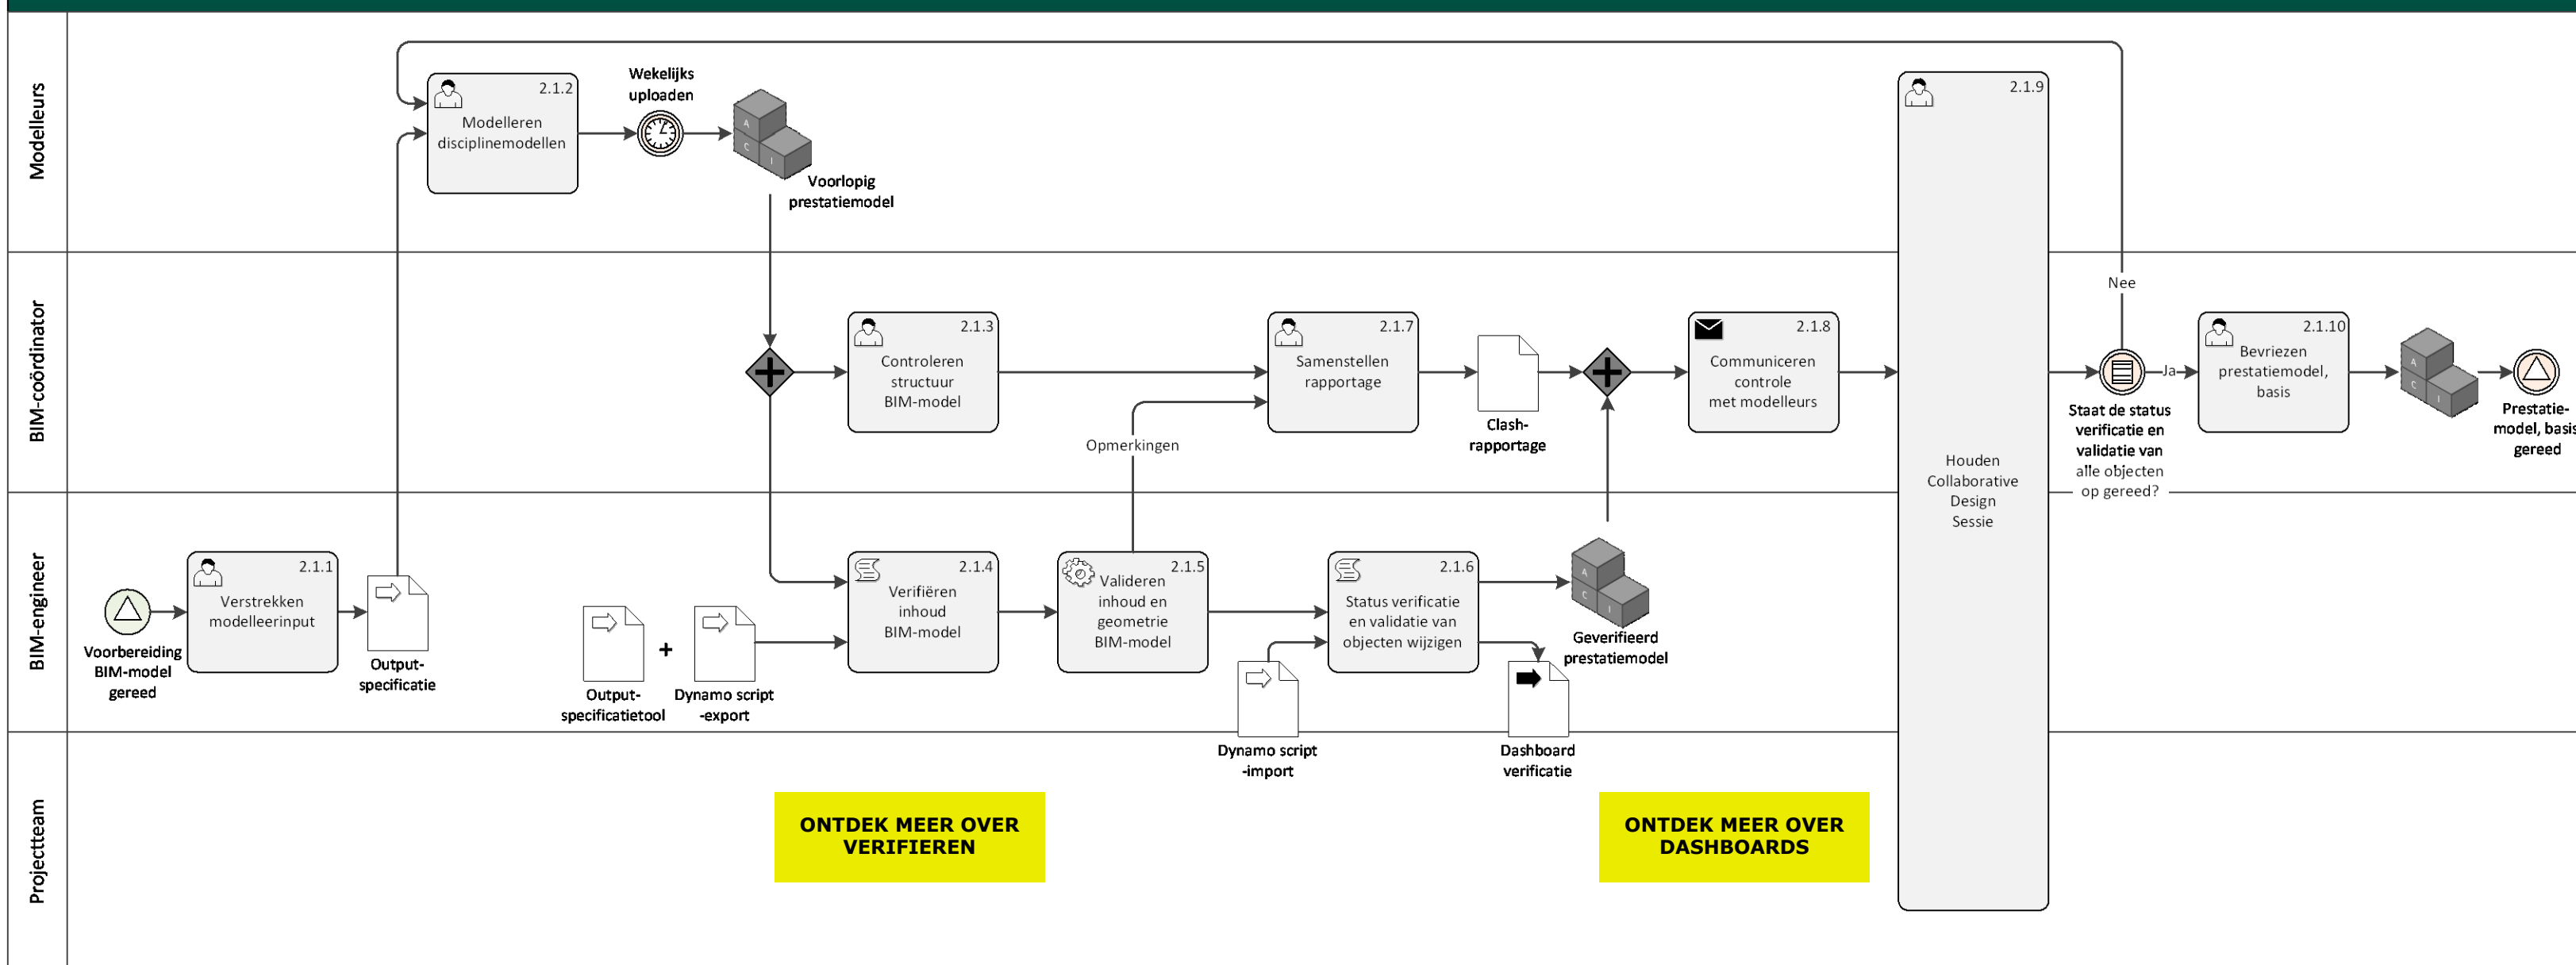 Modelleurs
2.1.2
Modelleren
disciplinemodellen
Wekelijks
uploaden
A
C
I
Voorlopig
prestatiemodel
2.1.9
Houden
Collaborative
Design
Sessie
BIM-coördinator
2.1.3
Controleren
structuur
BIM-model
Opmerkingen
2.1.7
Samenstellen
rapportage
Clash-
rapportage
2.1.8
Communiceren
controle
met modelleurs
Nee
Ja
Staat de status
verificatie en
validatie van
alle objecten
op gereed?
2.1.10
Bevriezen
prestatiemodel,
basis
A
C
I
Prestatie-
model, basis
gereed
BIM-engineer
Voorbereiding
BIM-model
gereed
2.1.1
Verstrekken
modelleerinput
Output-
specificatie
Output-
specificatietool
+
Dynamo script
-export
2.1.4
Verifiëren
inhoud
BIM-model
2.1.5
Valideren
inhoud en
geometrie
BIM-model
Dynamo script
-import
2.1.6
Status verificatie
en validatie van
objecten wijzigen
Dashboard
verificatie
A
C
I
Geverifieerd
prestatiemodel
Projectteam
ONTDEK MEER OVER
VERIFIEREN
ONTDEK MEER OVER
DASHBOARDS